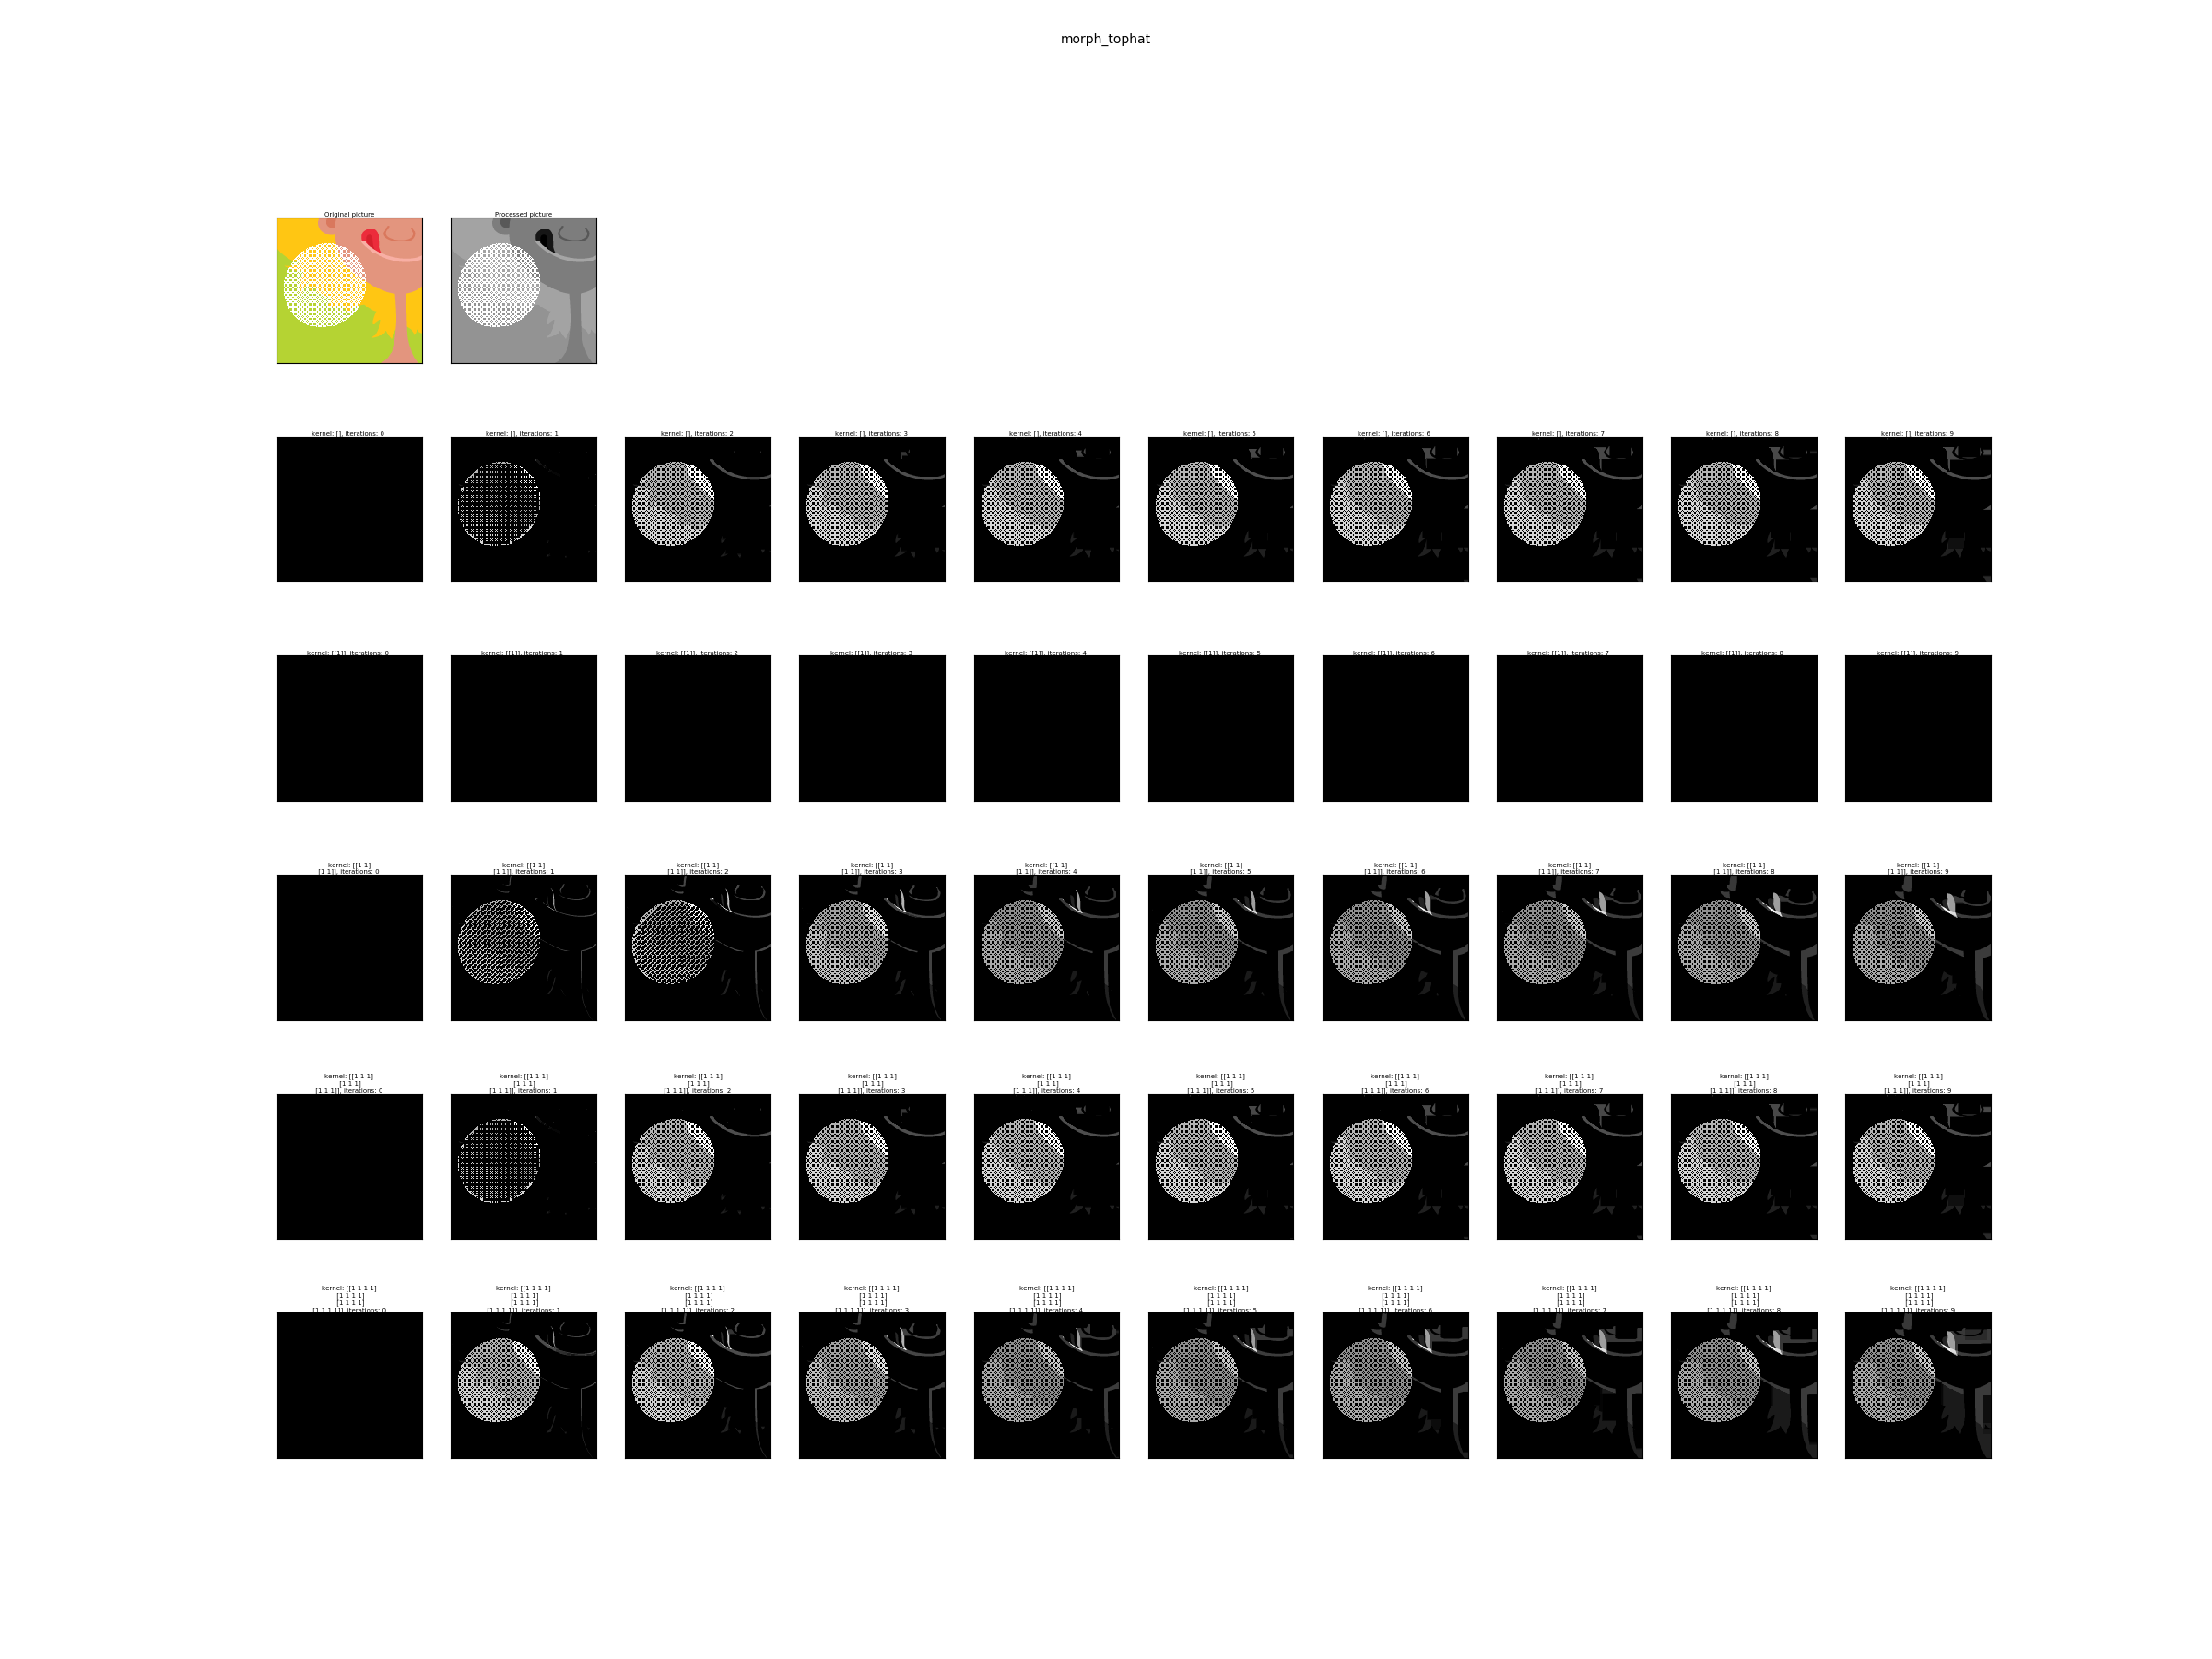 morph_tophat
Original picture
Processed picture
kernel: [], iterations: 0
kernel: [], iterations: 1
kernel: [], iterations: 2
kernel: [], iterations: 3
kernel: [], iterations: 4
kernel: [], iterations: 5
kernel: [], iterations: 6
kernel: [], iterations: 7
kernel: [], iterations: 8
kernel: [], iterations: 9
kernel: [[1]], iterations: 0
kernel: [[1]], iterations: 1
kernel: [[1]], iterations: 2
kernel: [[1]], iterations: 3
kernel: [[1]], iterations: 4
kernel: [[1]], iterations: 5
kernel: [[1]], iterations: 6
kernel: [[1]], iterations: 7
kernel: [[1]], iterations: 8
kernel: [[1]], iterations: 9
kernel: [[1 1]
[1 1]], iterations: 0
kernel: [[1 1]
[1 1]], iterations: 1
kernel: [[1 1]
[1 1]], iterations: 2
kernel: [[1 1]
[1 1]], iterations: 3
kernel: [[1 1]
[1 1]], iterations: 4
kernel: [[1 1]
[1 1]], iterations: 5
kernel: [[1 1]
[1 1]], iterations: 6
kernel: [[1 1]
[1 1]], iterations: 7
kernel: [[1 1]
[1 1]], iterations: 8
kernel: [[1 1]
[1 1]], iterations: 9
kernel: [[1 1 1]
[1 1 1]
[1 1 1]], iterations: 0
kernel: [[1 1 1]
[1 1 1]
[1 1 1]], iterations: 1
kernel: [[1 1 1]
[1 1 1]
[1 1 1]], iterations: 2
kernel: [[1 1 1]
[1 1 1]
[1 1 1]], iterations: 3
kernel: [[1 1 1]
[1 1 1]
[1 1 1]], iterations: 4
kernel: [[1 1 1]
[1 1 1]
[1 1 1]], iterations: 5
kernel: [[1 1 1]
[1 1 1]
[1 1 1]], iterations: 6
kernel: [[1 1 1]
[1 1 1]
[1 1 1]], iterations: 7
kernel: [[1 1 1]
[1 1 1]
[1 1 1]], iterations: 8
kernel: [[1 1 1]
[1 1 1]
[1 1 1]], iterations: 9
kernel: [[1 1 1 1]
[1 1 1 1]
[1 1 1 1]
[1 1 1 1]], iterations: 0
kernel: [[1 1 1 1]
[1 1 1 1]
[1 1 1 1]
[1 1 1 1]], iterations: 1
kernel: [[1 1 1 1]
[1 1 1 1]
[1 1 1 1]
[1 1 1 1]], iterations: 2
kernel: [[1 1 1 1]
[1 1 1 1]
[1 1 1 1]
[1 1 1 1]], iterations: 3
kernel: [[1 1 1 1]
[1 1 1 1]
[1 1 1 1]
[1 1 1 1]], iterations: 4
kernel: [[1 1 1 1]
[1 1 1 1]
[1 1 1 1]
[1 1 1 1]], iterations: 5
kernel: [[1 1 1 1]
[1 1 1 1]
[1 1 1 1]
[1 1 1 1]], iterations: 6
kernel: [[1 1 1 1]
[1 1 1 1]
[1 1 1 1]
[1 1 1 1]], iterations: 7
kernel: [[1 1 1 1]
[1 1 1 1]
[1 1 1 1]
[1 1 1 1]], iterations: 8
kernel: [[1 1 1 1]
[1 1 1 1]
[1 1 1 1]
[1 1 1 1]], iterations: 9